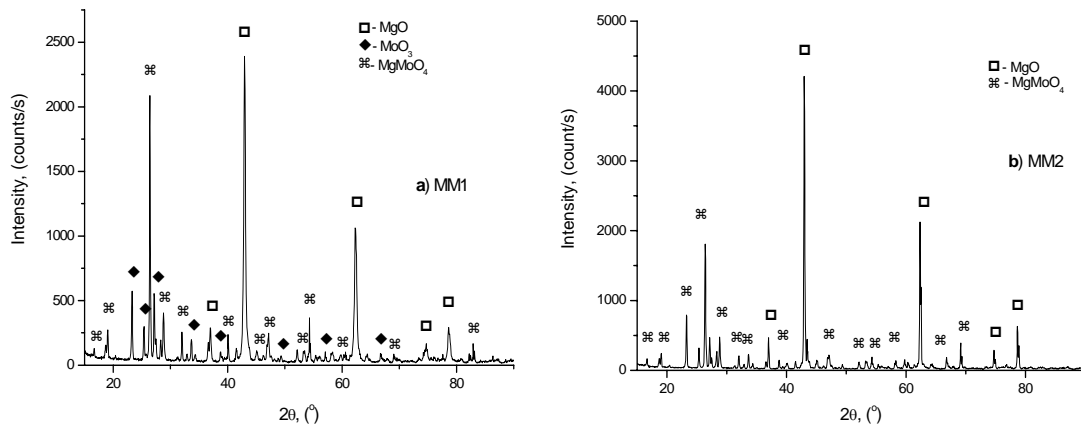 □- MgO
◆- MoO₃
⌘- MgMoO₄
a) MM1
Intensity, (counts/s)
2500
2000
1500
1000
500
0
20 40 60 80
2θ, (°)
□- MgO
⌘ - MgMoO₄
b) MM2
Intensity, (count/s)
5000
4000
3000
2000
1000
0
20 40 60 80
2θ, (°)